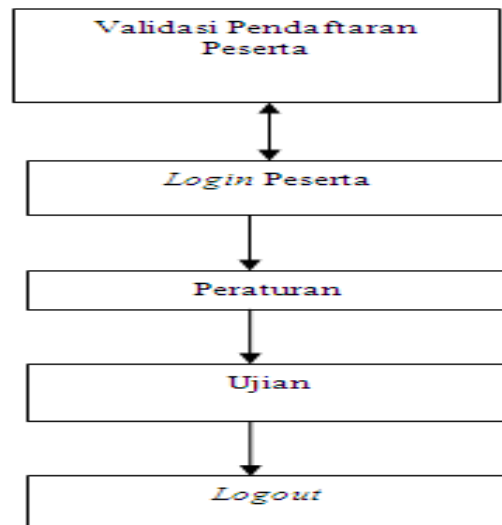 Validasi Pendaftaran
Peserta
Login Peserta
Peraturan
Ujian
Logout